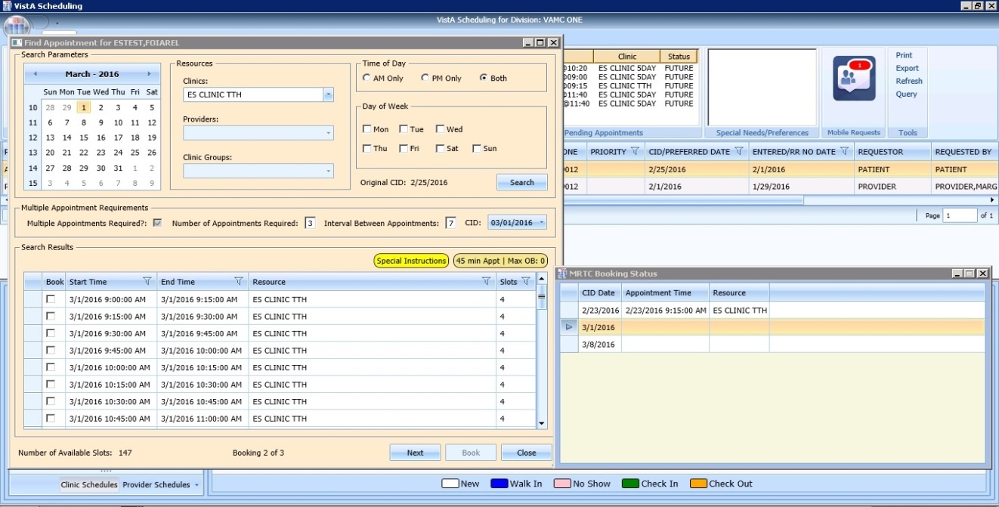 VistA Scheduling
VistA Scheduling for Division: VAMC ONE
Find Appointment for ESTEST,FOIAREL
Search Parameters
March - 2016
Sun Mon Tue Wed Thu Fri Sat
10 28 29 1 2 3 4 5
11 6 7 8 9 10 11 12
12 13 14 15 16 17 18 19
13 20 21 22 23 24 25 26
14 27 28 29 30 31 1 2
15 3 4 5 6 7 8 9
Resources
Clinics:
ES CLINIC TTH
Providers:
Clinic Groups:
Time of Day
AM Only PM Only Both
Day of Week
Mon Tue Wed
Thu Fri Sat Sun
Original CID: 2/25/2016 Search
Multiple Appointment Requirements
Multiple Appointments Required?: Number of Appointments Required: 3 Interval Between Appointments: 7 CID: 03/01/2016
Search Results
Special Instructions 45 min Appt | Max OB: 0
Book Start Time End Time Resource Slots
3/1/2016 9:00:00 AM 3/1/2016 9:15:00 AM ES CLINIC TTH 4
3/1/2016 9:15:00 AM 3/1/2016 9:30:00 AM ES CLINIC TTH 4
3/1/2016 9:30:00 AM 3/1/2016 9:45:00 AM ES CLINIC TTH 4
3/1/2016 9:45:00 AM 3/1/2016 10:00:00 AM ES CLINIC TTH 4
3/1/2016 10:00:00 AM 3/1/2016 10:15:00 AM ES CLINIC TTH 4
3/1/2016 10:15:00 AM 3/1/2016 10:30:00 AM ES CLINIC TTH 4
3/1/2016 10:30:00 AM 3/1/2016 10:45:00 AM ES CLINIC TTH 4
3/1/2016 10:45:00 AM 3/1/2016 11:00:00 AM ES CLINIC TTH 4
Number of Available Slots: 147 Booking 2 of 3 Next Book Close
Clinic Status
@10:20 ES CLINIC 5DAY FUTURE
@09:00 ES CLINIC 5DAY FUTURE
@09:15 ES CLINIC TTH FUTURE
@11:40 ES CLINIC 5DAY FUTURE
@11:40 ES CLINIC 5DAY FUTURE
Pending Appointments
Special Needs/Preferences
1
Mobile Requests
Print
Export
Refresh
Query
Tools
ONE PRIORITY CID/PREFERRED DATE ENTERED/RR NO DATE REQUESTOR REQUESTED BY
0012 2/25/2016 2/1/2016 PATIENT PATIENT
0012 2/1/2016 1/29/2016 PROVIDER PROVIDER,MARG
Page 1 of 1
MRTC Booking Status
CID Date Appointment Time Resource
2/23/2016 2/23/2016 9:15:00 AM ES CLINIC TTH
3/1/2016
3/8/2016
Clinic Schedules Provider Schedules
New Walk In No Show Check In Check Out